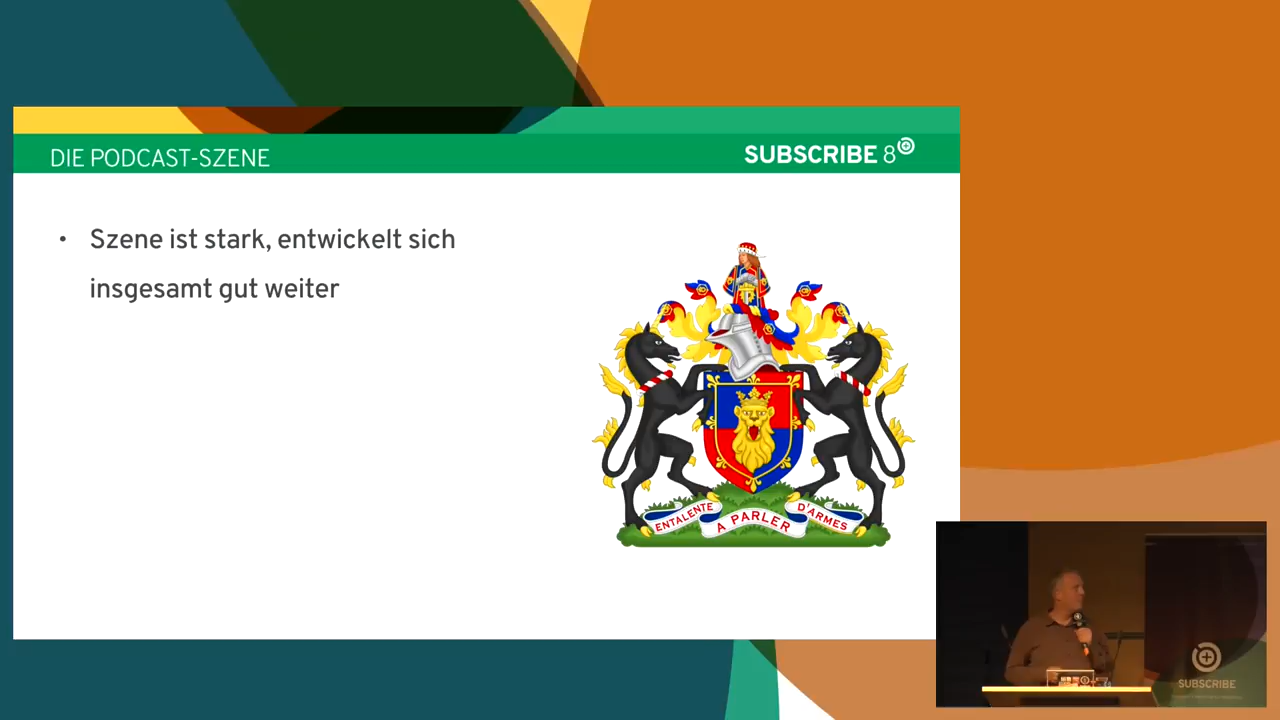 DIE PODCAST-SZENE
SUBSCRIBE 8
• Szene ist stark, entwickelt sich
insgesamt gut weiter
ENTALENTE
A PARLER
D'ARMES
SUBSCRIBE